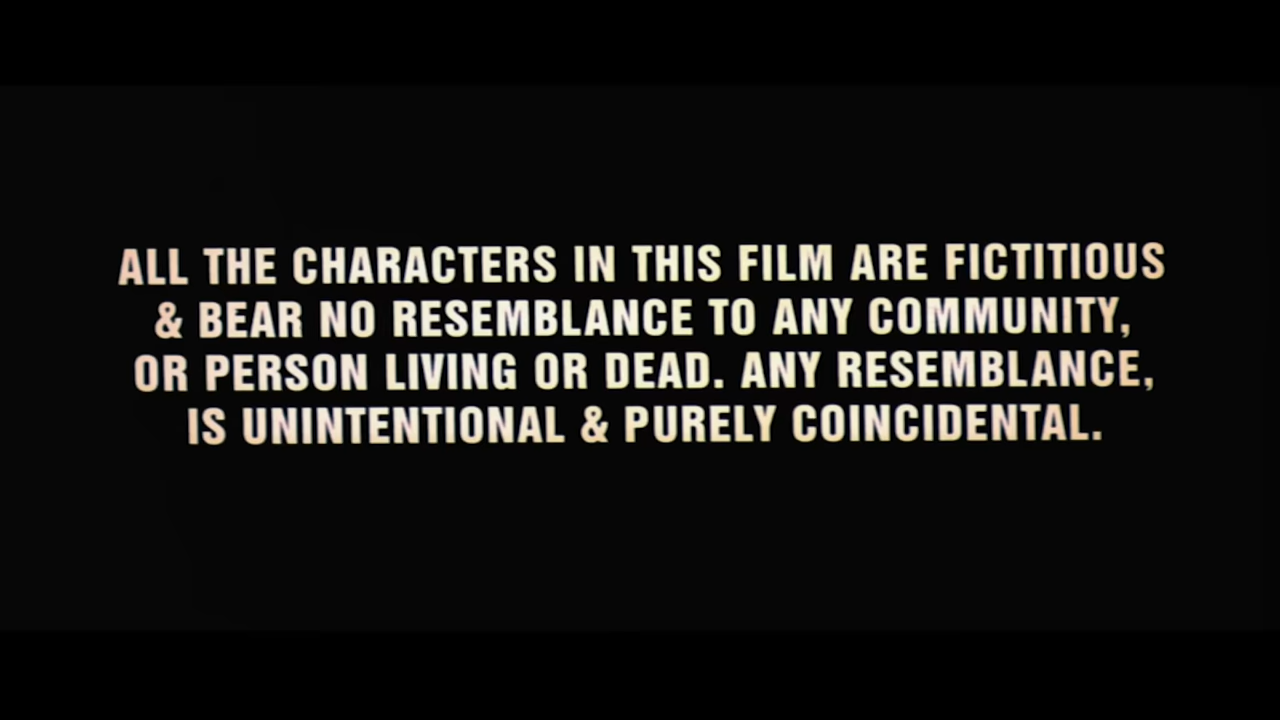 ALL THE CHARACTERS IN THIS FILM ARE FICTITIOUS
& BEAR NO RESEMBLANCE TO ANY COMMUNITY,
OR PERSON LIVING OR DEAD. ANY RESEMBLANCE,
IS UNINTENTIONAL & PURELY COINCIDENTAL.